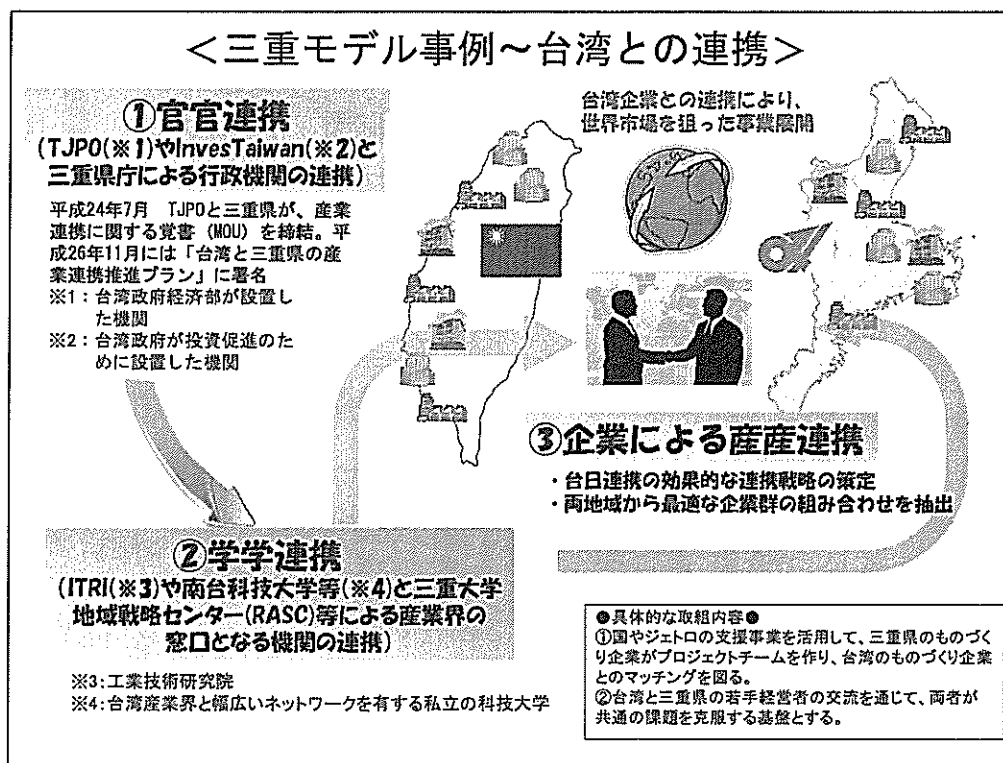 ＜三重モデル事例～台湾との連携＞
①官官連携
(TJPO(※1)やInvesTaiwan(※2)と
三重県庁による行政機関の連携)
平成24年7月　TJPOと三重県が、産業
連携に関する覚書（MOU）を締結。平
成26年11月には「台湾と三重県の産
業連携推進プラン」に署名
※1：台湾政府経済部が設置し
た機関
※2：台湾政府が投資促進のた
めに設置した機関
台湾企業との連携により、
世界市場を狙った事業展開
②学学連携
(ITRI(※3)や南台科技大学等(※4)と三重大学
地域戦略センター(RASC)等による産業界の
窓口となる機関の連携)
※3:工業技術研究院
※4:台湾産業界と幅広いネットワークを有する私立の科技大学
③企業による産産連携
・台日連携の効果的な連携戦略の策定
・両地域から最適な企業群の組み合わせを抽出
●具体的な取組内容●
①国やジェトロの支援事業を活用して、三重県のものづく
り企業がプロジェクトチームを作り、台湾のものづくり企業
とのマッチングを図る。
②台湾と三重県の若手経営者の交流を通じて、両者が
共通の課題を克服する基盤とする。